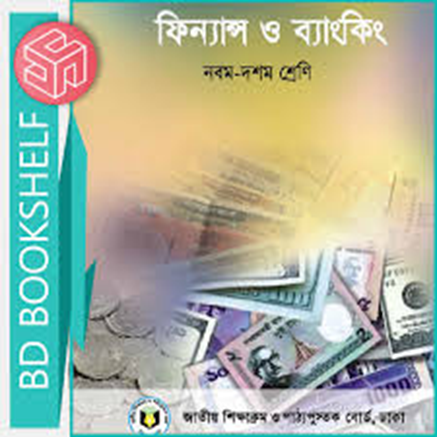 ফিন্যান্স ও ব্যাংকিং
নবম-দশম শ্রেণি
BD BOOKSHELF
জাতীয় শিক্ষাক্রম ও পাঠ্যপুস্তক বোর্ড, ঢাকা